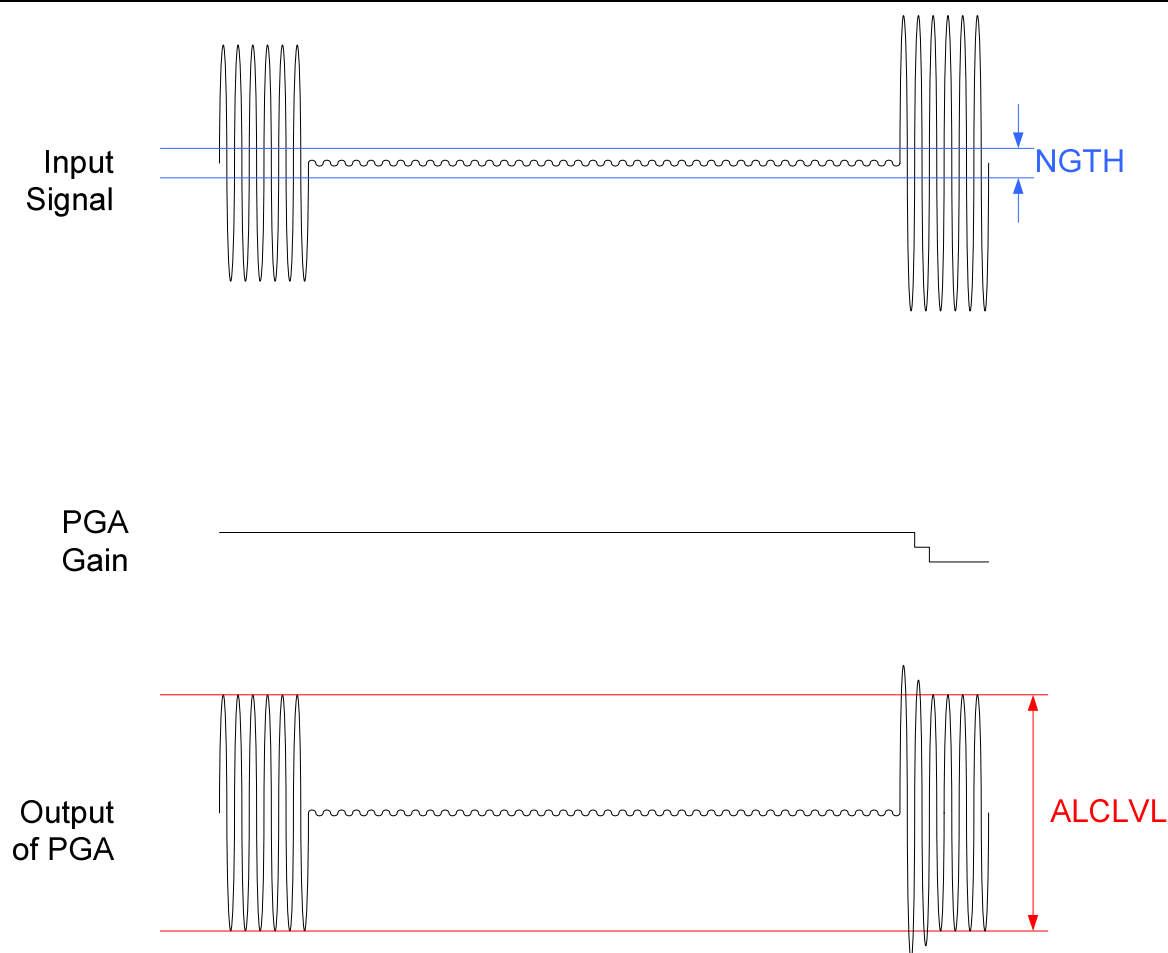 Input
Signal
NGTH
PGA
Gain
Output
of PGA
ALCLVL